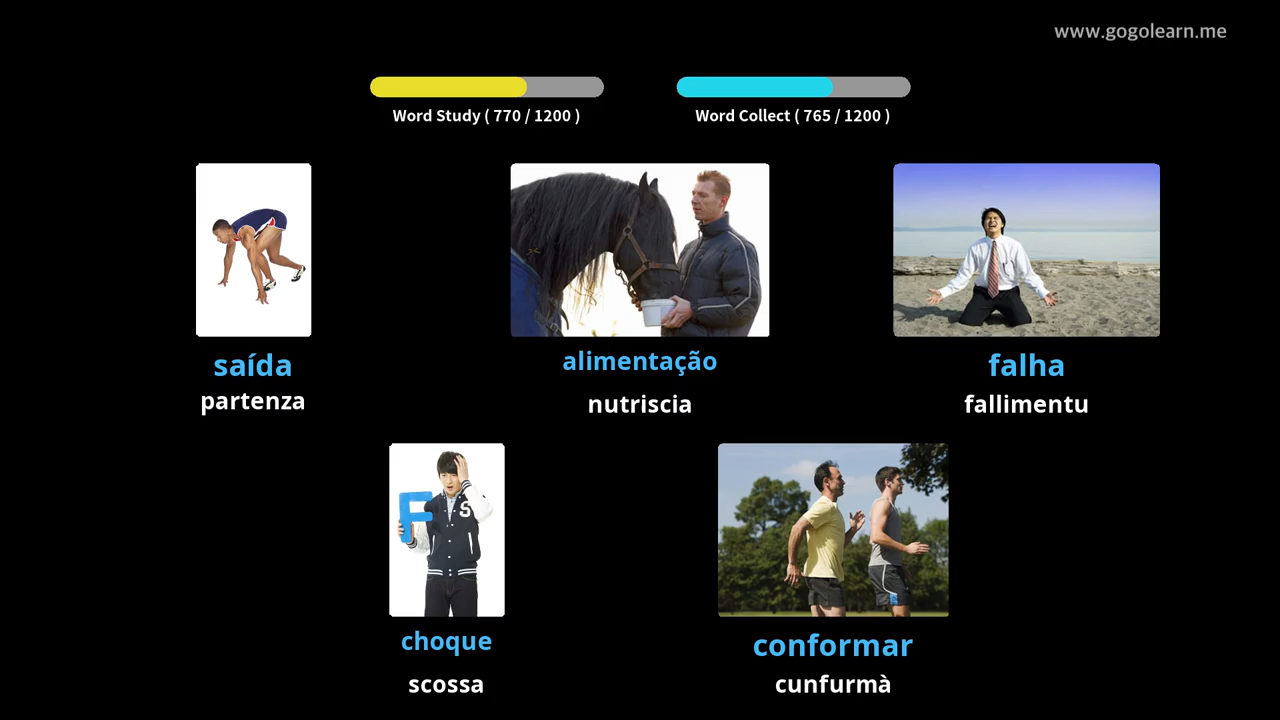 www.gogolearn.me
Word Study ( 770 / 1200 )
Word Collect ( 765 / 1200 )
saída
partenza
alimentação
nutriscia
falha
fallimentu
F
S
choque
scossa
conformar
cunfurmà